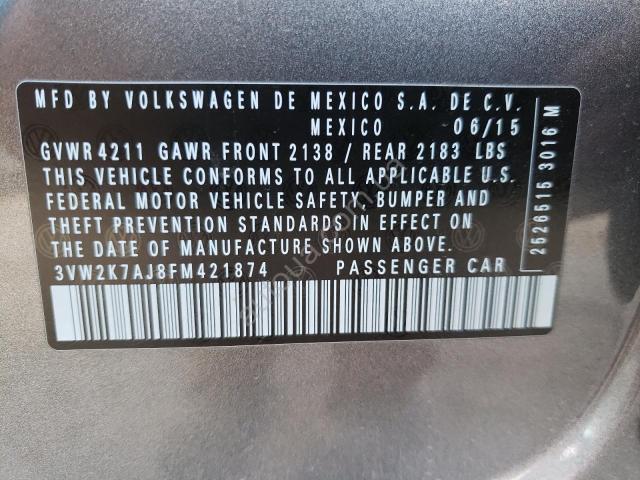 MFD BY VOLKSWAGEN DE MEXICO S.A. DE C.V.
MEXICO 06/15
GVWR 4211 GAWR FRONT 2138 / REAR 2183 LBS
THIS VEHICLE CONFORMS TO ALL APPLICABLE U.S.
FEDERAL MOTOR VEHICLE SAFETY, BUMPER AND
THEFT PREVENTION STANDARDS IN EFFECT ON
THE DATE OF MANUFACTURE SHOWN ABOVE.
3VW2K7AJ8FM421874 PASSENGER CAR
2526515 3016 M